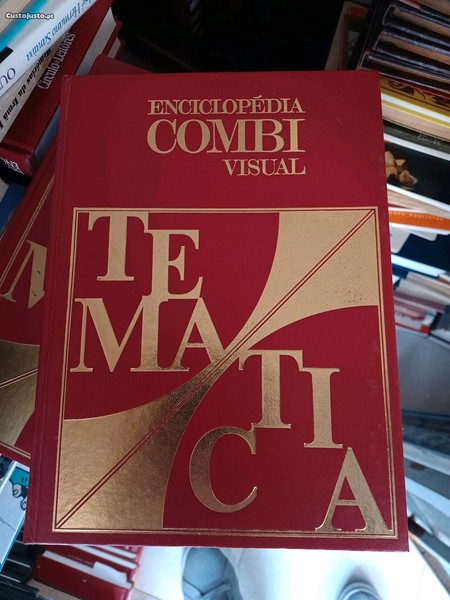 CustoJusto.pt
ENCICLOPÉDIA
COMBI
VISUAL
TE
MA
TI
CA